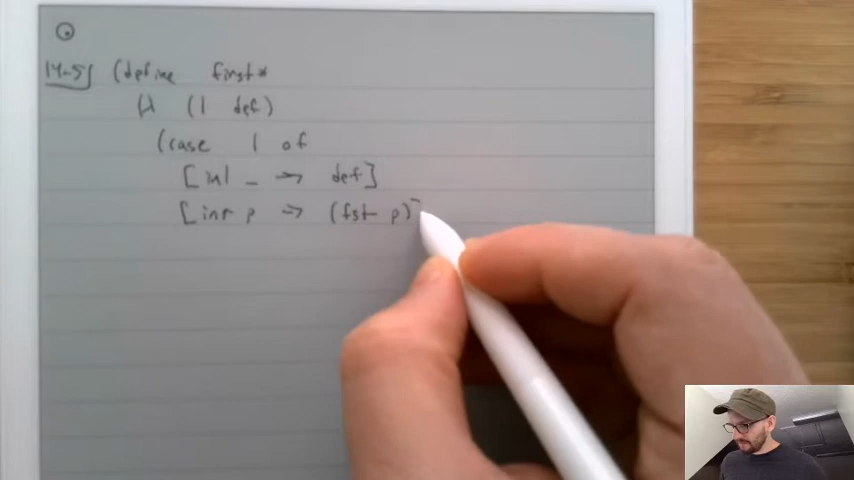 14-5) (define first*
(λ (l def)
(case l of
[inl _ → def]
[inr p → (fst p)]